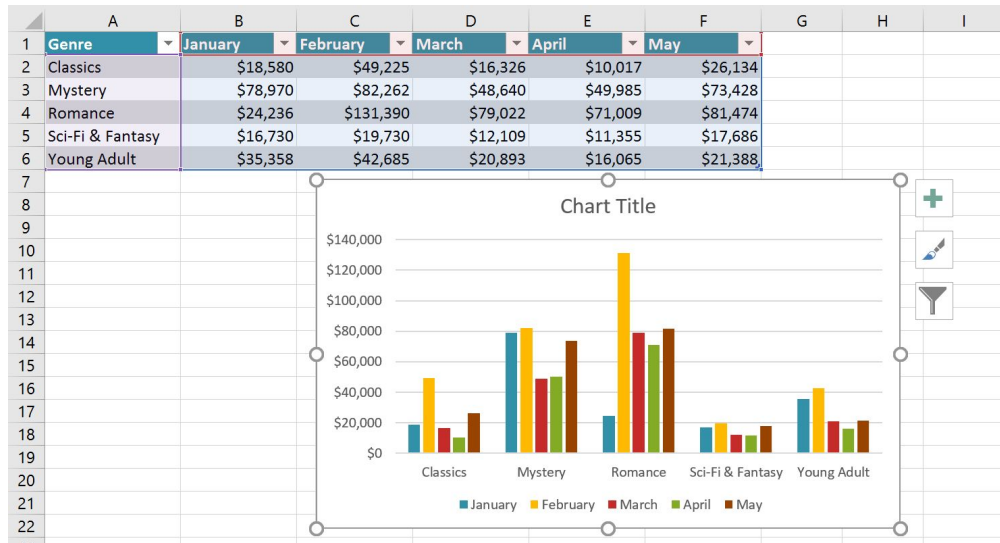 A B C D E F G H I
1 Genre January February March April May
2 Classics $18,580 $49,225 $16,326 $10,017 $26,134
3 Mystery $78,970 $82,262 $48,640 $49,985 $73,428
4 Romance $24,236 $131,390 $79,022 $71,009 $81,474
5 Sci-Fi & Fantasy $16,730 $19,730 $12,109 $11,355 $17,686
6 Young Adult $35,358 $42,685 $20,893 $16,065 $21,388
7
8
9
10
11
12
13
14
15
16
17
18
19
20
21
22
Chart Title
$140,000
$120,000
$100,000
$80,000
$60,000
$40,000
$20,000
$0
Classics Mystery Romance Sci-Fi & Fantasy Young Adult
January February March April May